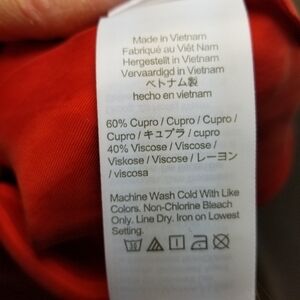 Made in Vietnam
Fabriqué au Viêt Nam
Hergestellt in Vietnam
Vervaardigd in Vietnam
ベトナム製
hecho en vietnam
60% Cupro / Cupro / Cupro /
Cupro / キュプラ / cupro
40% Viscose / Viscose /
Viskose / Viscose / レーヨン
/ viscosa
Machine Wash Cold With Like
Colors. Non-Chlorine Bleach
Only. Line Dry. Iron on Lowest
Setting.